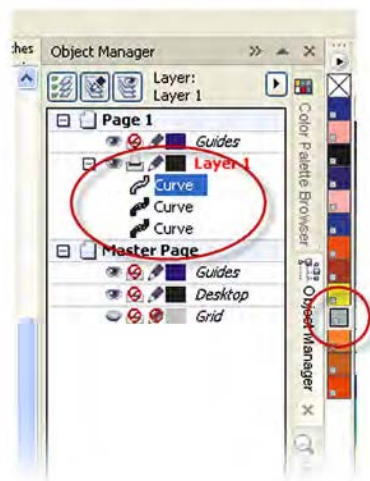 ches
Object Manager
Layer:
Layer 1
Page 1
Guides
Layer 1
Curve
Curve
Curve
Master Page
Guides
Desktop
Grid
Color Palette Browser
Object Manager